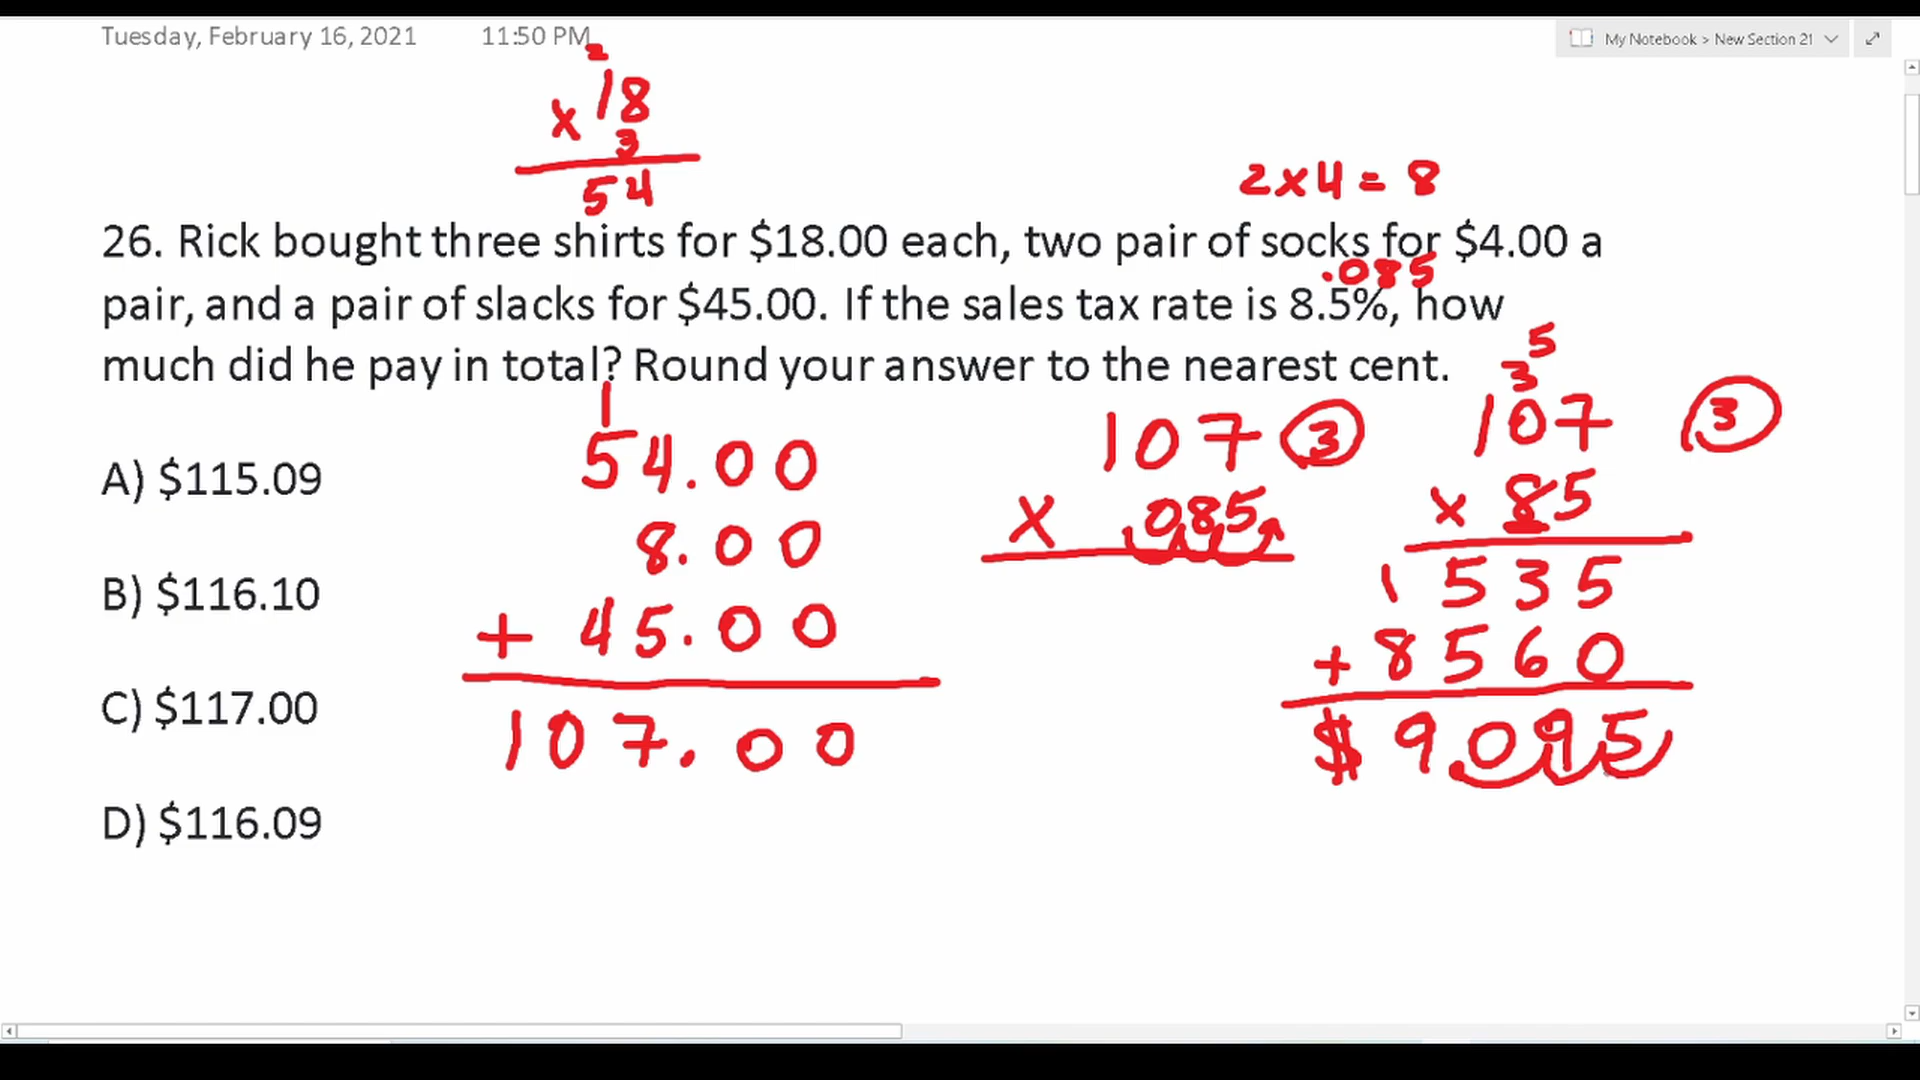 Tuesday, February 16, 2021 11:50 PM
My Notebook > New Section 21
2
18
x 3
54
2x4 = 8
26. Rick bought three shirts for $18.00 each, two pair of socks for $4.00 a
.085
pair, and a pair of slacks for $45.00. If the sales tax rate is 8.5%, how
much did he pay in total? Round your answer to the nearest cent.
A) $115.09
B) $116.10
C) $117.00
D) $116.09
1
54.00
8.00
+ 45.00
107.00
107 3
x .085
5
3
107 3
x 85
1535
+ 8560
$ 9095